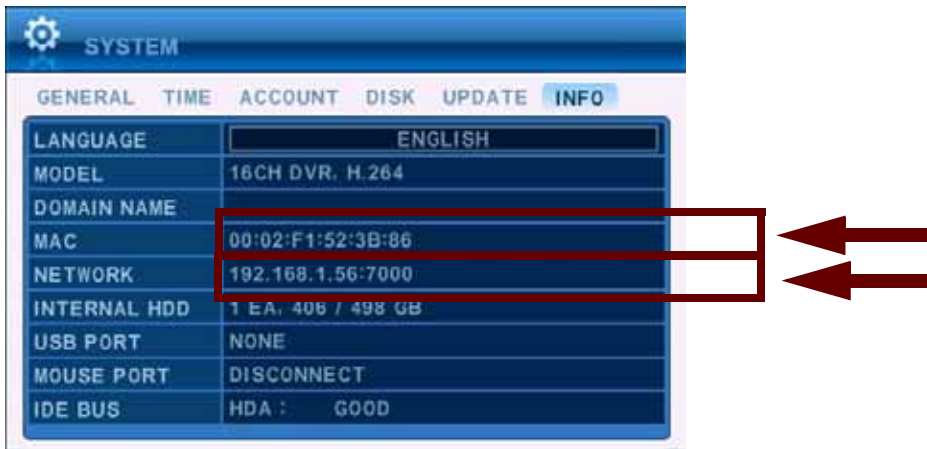 SYSTEM
GENERAL TIME ACCOUNT DISK UPDATE INFO
LANGUAGE ENGLISH
MODEL 16CH DVR, H.264
DOMAIN NAME
MAC 00:02:F1:52:3B:86
NETWORK 192.168.1.56:7000
INTERNAL HDD 1 EA, 406 / 498 GB
USB PORT NONE
MOUSE PORT DISCONNECT
IDE BUS HDA : GOOD